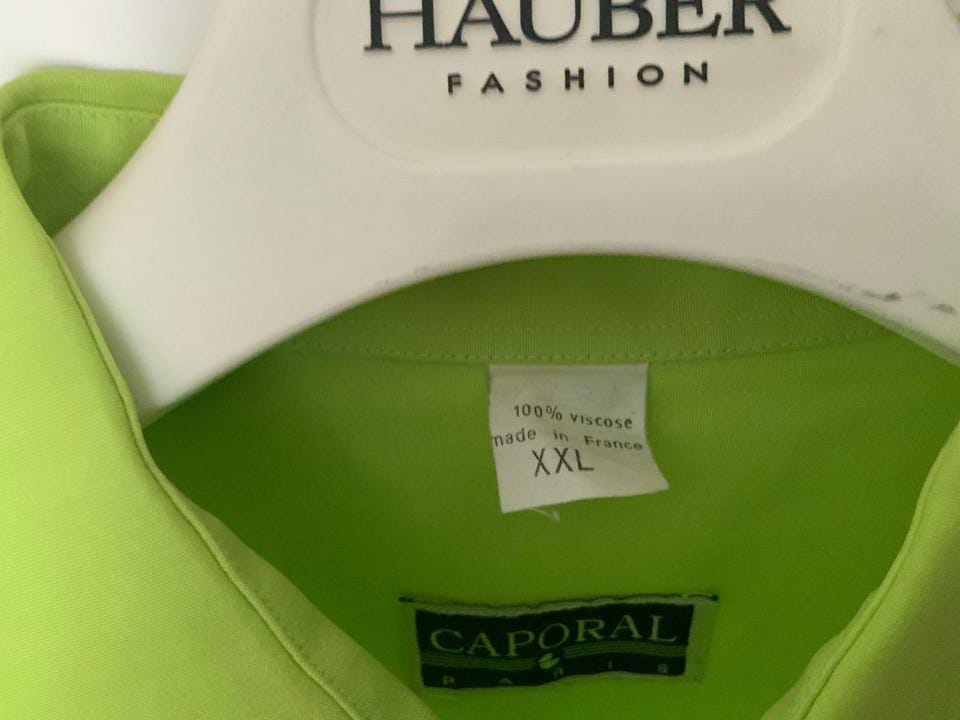 HAUBER
FASHION
100% viscose
made in France
XXL
CAPORAL
PARIS